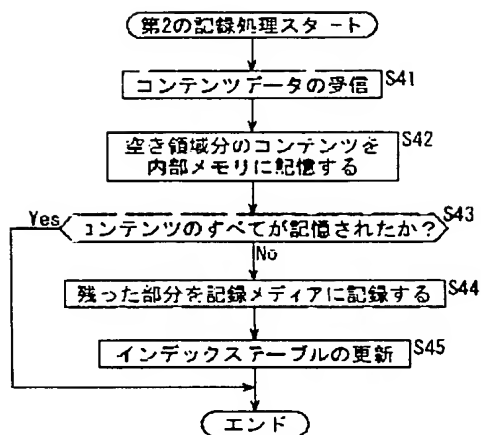 第2の記録処理スタート
コンテンツデータの受信
S41
空き領域分のコンテンツを
内部メモリに記憶する
S42
コンテンツのすべてが記憶されたか?
S43
Yes
No
残った部分を記録メディアに記録する
S44
インデックステーブルの更新
S45
エンド